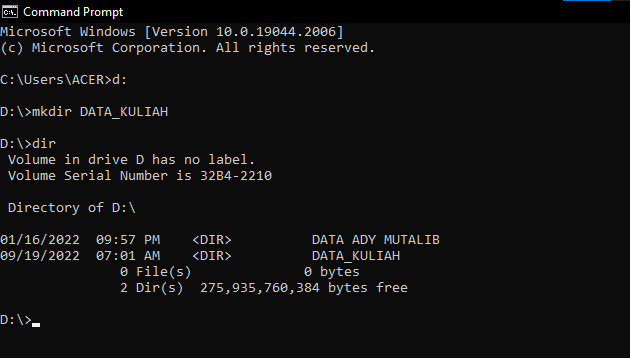 Command Prompt
Microsoft Windows [Version 10.0.19044.2006]
(c) Microsoft Corporation. All rights reserved.
C:\Users\ACER>d:
D:\>mkdir DATA_KULIAH
D:\>dir
 Volume in drive D has no label.
 Volume Serial Number is 32B4-2210
 Directory of D:\
01/16/2022  09:57 PM    <DIR>          DATA ADY MUTALIB
09/19/2022  07:01 AM    <DIR>          DATA_KULIAH
               0 File(s)              0 bytes
               2 Dir(s)  275,935,760,384 bytes free
D:\>